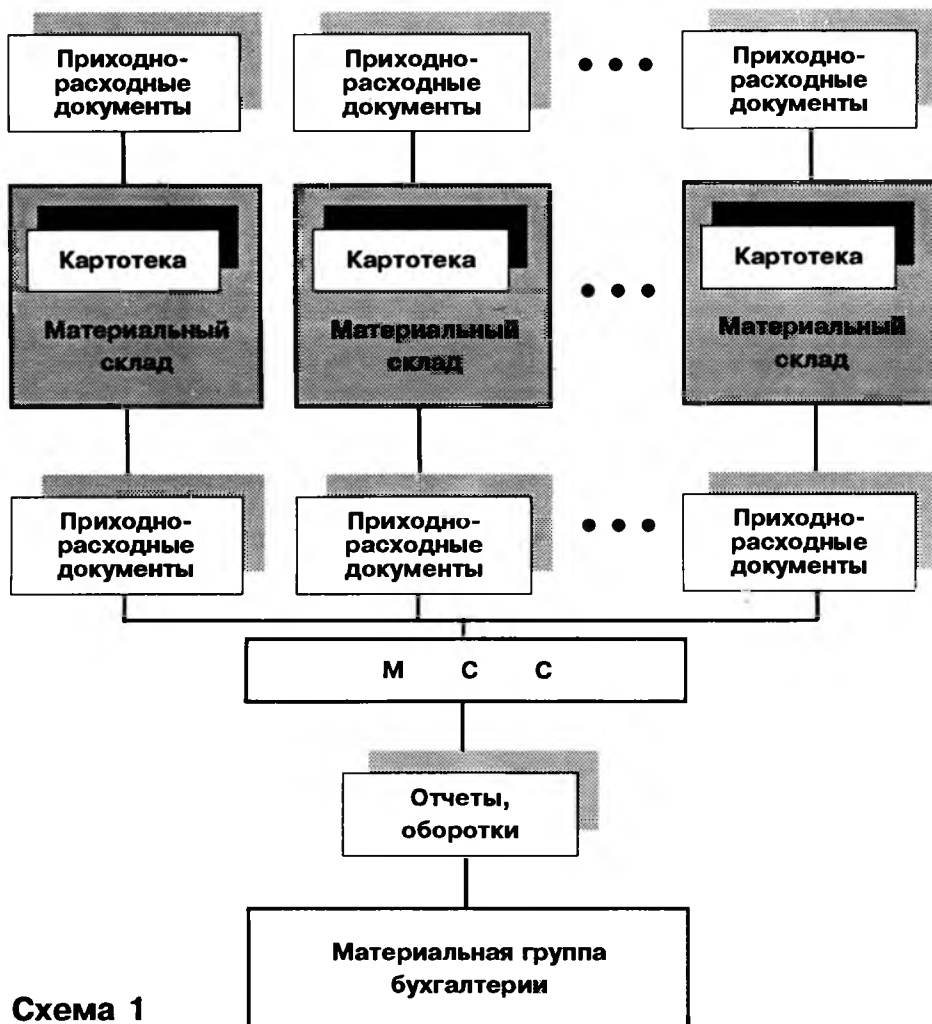 Приходно-
расходные
документы
Приходно-
расходные
документы
Приходно-
расходные
документы
Картотека
Материальный
склад
Картотека
Материальный
склад
Картотека
Материальный
склад
Приходно-
расходные
документы
Приходно-
расходные
документы
Приходно-
расходные
документы
М С С
Отчеты,
оборотки
Материальная группа
бухгалтерии
Схема 1